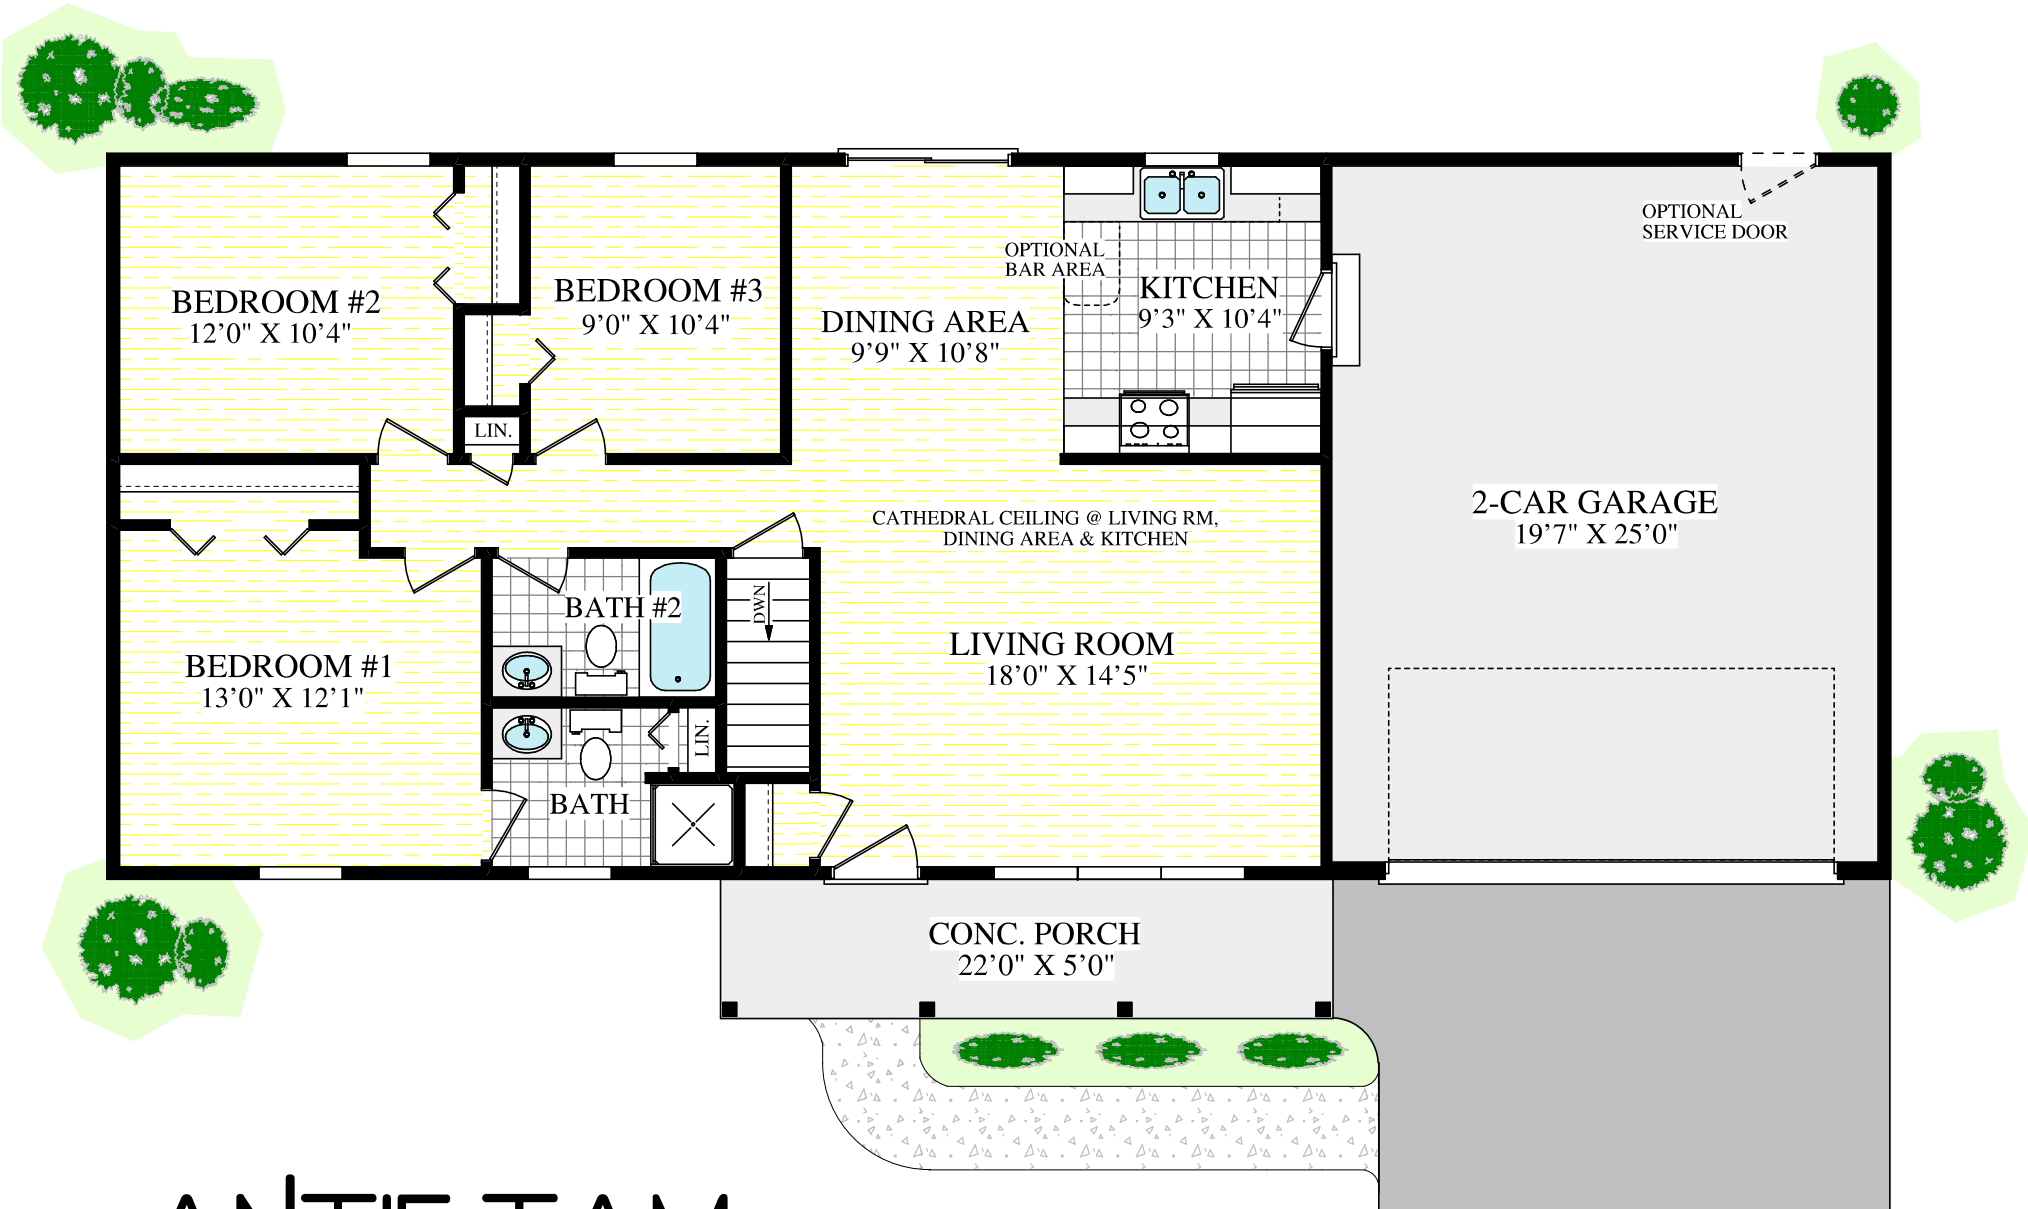 OPTIONAL
SERVICE DOOR
OPTIONAL
BAR AREA
BEDROOM #2
12'0" X 10'4"
BEDROOM #3
9'0" X 10'4"
DINING AREA
9'9" X 10'8"
KITCHEN
9'3" X 10'4"
LIN.
2-CAR GARAGE
19'7" X 25'0"
CATHEDRAL CEILING @ LIVING RM,
DINING AREA & KITCHEN
BEDROOM #1
13'0" X 12'1"
BATH #2
DWN
LIVING ROOM
18'0" X 14'5"
LIN.
BATH
CONC. PORCH
22'0" X 5'0"